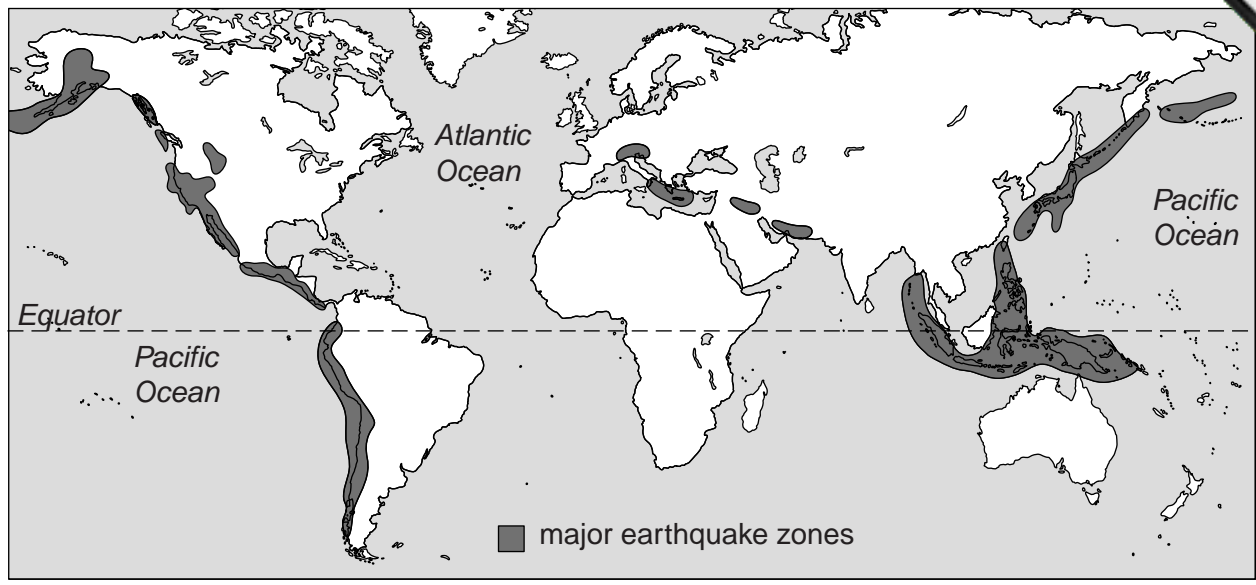 Atlantic
Ocean
Pacific
Ocean
Equator
Pacific
Ocean
major earthquake zones